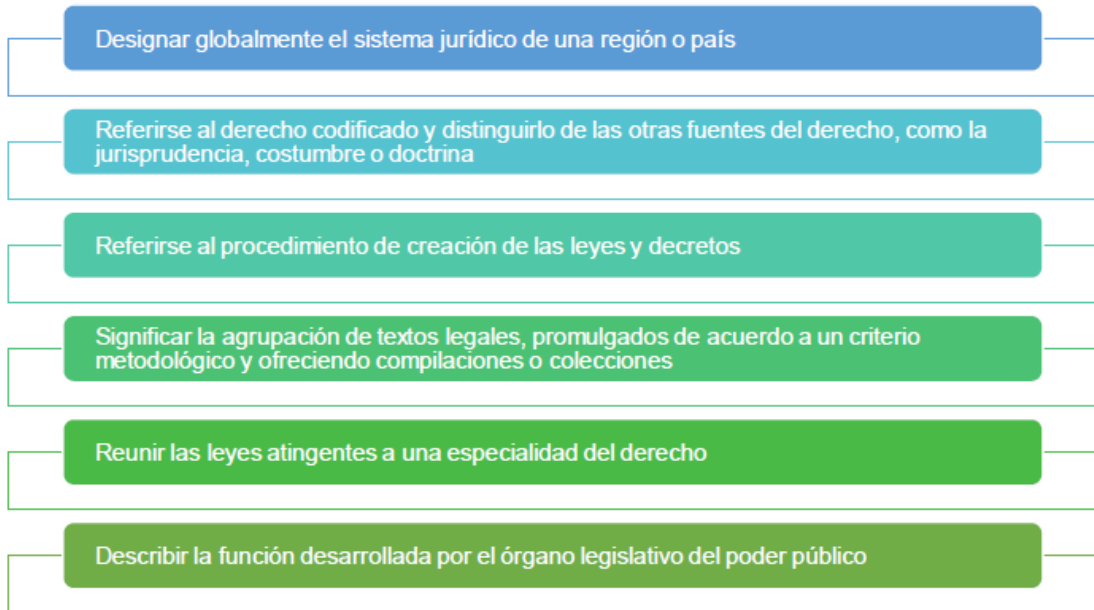 Designar globalmente el sistema jurídico de una región o país
Referirse al derecho codificado y distinguirlo de las otras fuentes del derecho, como la
jurisprudencia, costumbre o doctrina
Referirse al procedimiento de creación de las leyes y decretos
Significar la agrupación de textos legales, promulgados de acuerdo a un criterio
metodológico y ofreciendo compilaciones o colecciones
Reunir las leyes atingentes a una especialidad del derecho
Describir la función desarrollada por el órgano legislativo del poder público